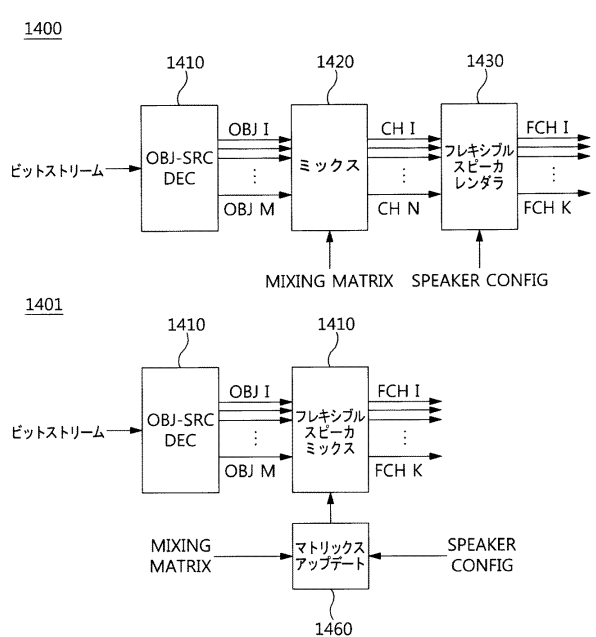 1400
1410
1420
1430
ビットストリーム
OBJ-SRC
DEC
OBJ I
⋮
OBJ M
ミックス
CH I
⋮
CH N
フレキシブル
スピーカ
レンダラ
FCH I
⋮
FCH K
MIXING MATRIX
SPEAKER CONFIG
1401
1410
1410
ビットストリーム
OBJ-SRC
DEC
OBJ I
⋮
OBJ M
フレキシブル
スピーカ
ミックス
FCH I
⋮
FCH K
MIXING
MATRIX
マトリックス
アップデート
SPEAKER
CONFIG
1460